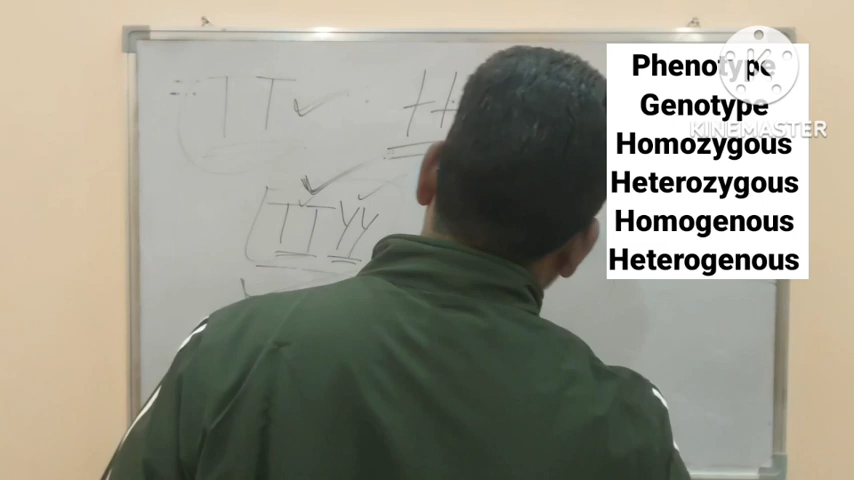 TT
TTYY
Phenotype
Genotype
Homozygous
Heterozygous
Homogenous
Heterogenous
KINEMASTER